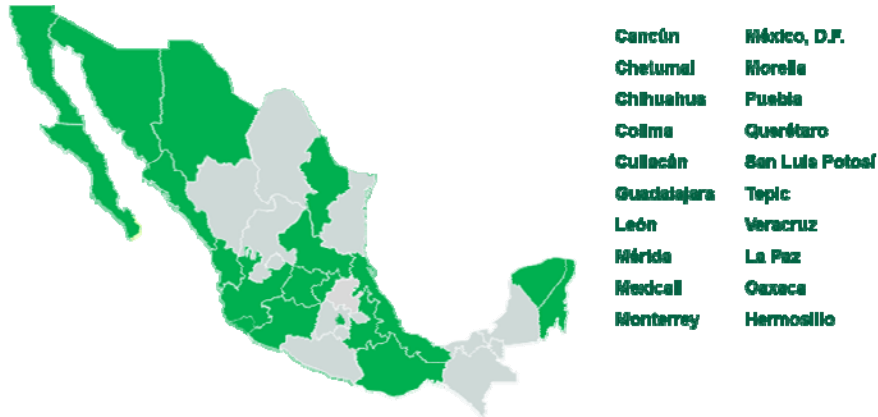 Cancún
Chetumal
Chihuahua
Colima
Culiacán
Guadalajara
León
Mérida
Mexicali
Monterrey
México, D.F.
Morelia
Puebla
Querétaro
San Luis Potosí
Tepic
Veracruz
La Paz
Oaxaca
Hermosillo